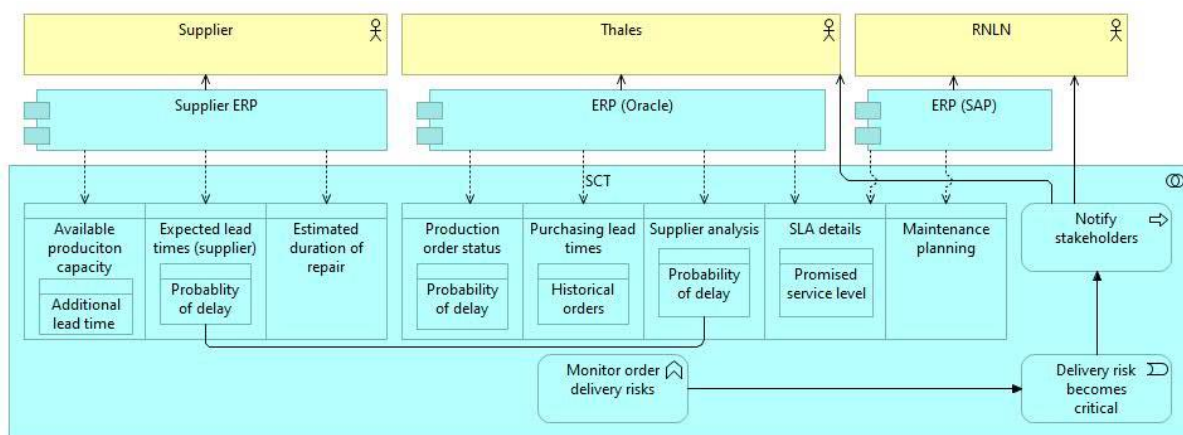 Supplier
Thales
RNLN
Supplier ERP
ERP (Oracle)
ERP (SAP)
SCT
Available
produciton
capacity
Additional
lead time
Expected lead
times (supplier)
Probablity
of delay
Estimated
duration of
repair
Production
order status
Probability
of delay
Purchasing lead
times
Historical
orders
Supplier analysis
Probability
of delay
SLA details
Promised
service level
Maintenance
planning
Notify
stakeholders
Monitor order
delivery risks
Delivery risk
becomes
critical